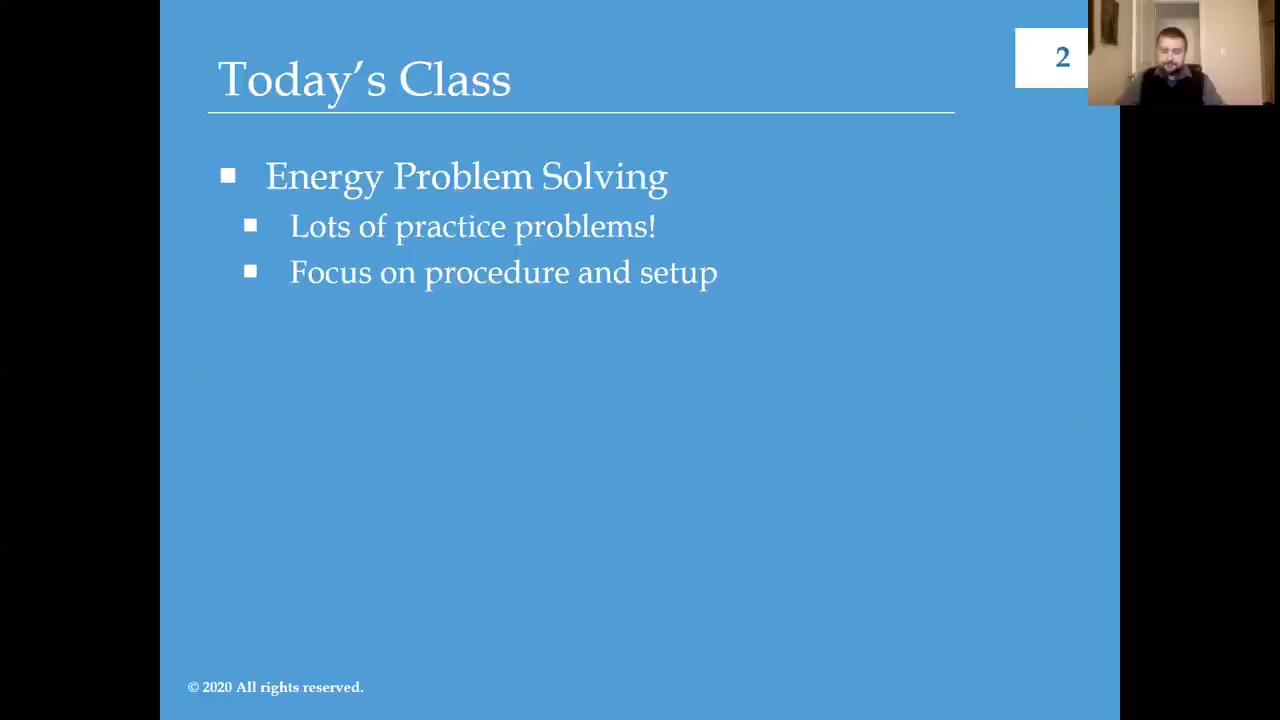 Today's Class
2
Energy Problem Solving
Lots of practice problems!
Focus on procedure and setup
© 2020 All rights reserved.